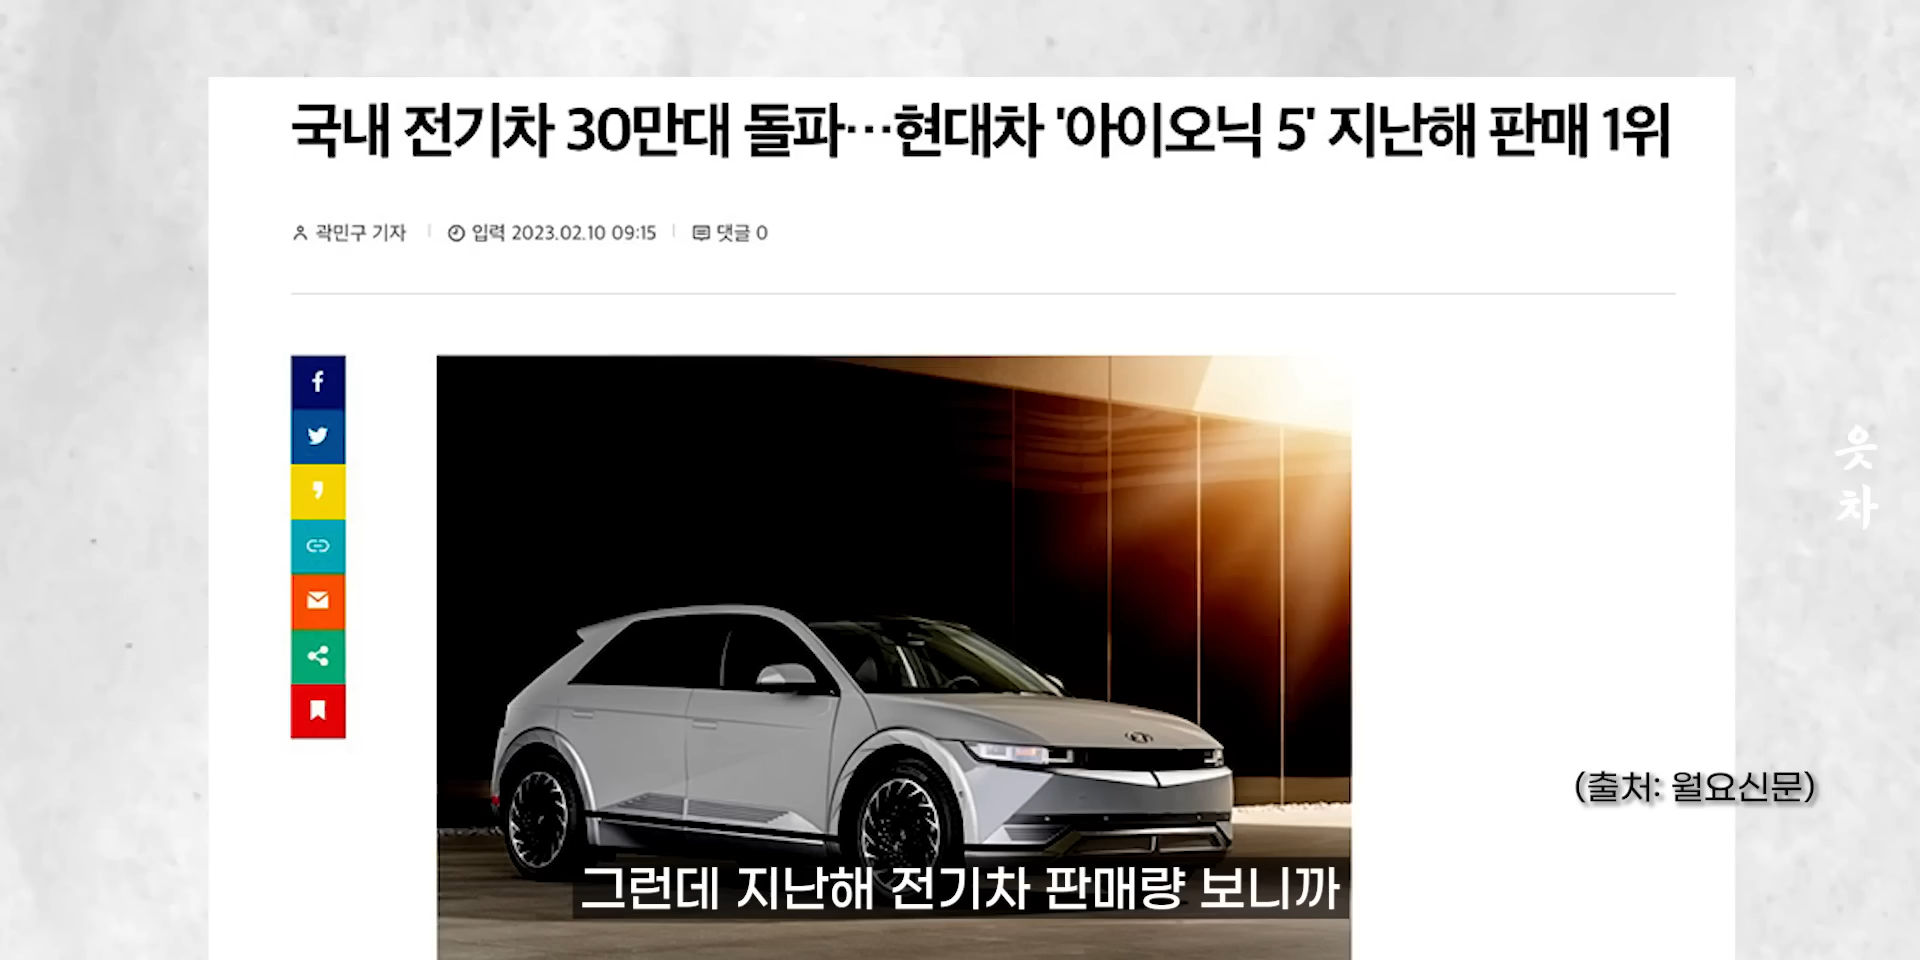 국내 전기차 30만대 돌파…현대차 '아이오닉 5' 지난해 판매 1위
곽민구 기자 | 입력 2023.02.10 09:15 | 댓글 0
읏
차
(출처: 월요신문)
그런데 지난해 전기차 판매량 보니까